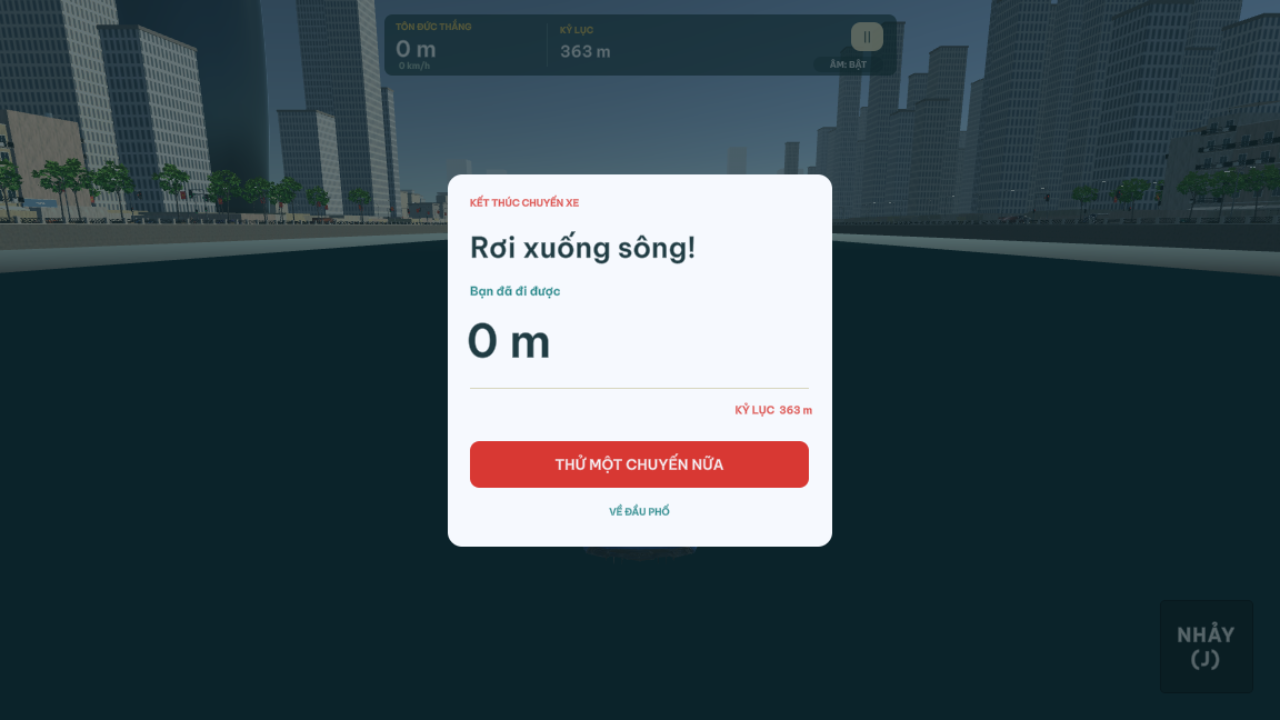 TÔN ĐỨC THẮNG
0 m
0 km/h
KỶ LỤC
363 m
ÂM: BẬT
KẾT THÚC CHUYẾN XE
Rơi xuống sông!
Bạn đã đi được
0 m
KỶ LỤC 363 m
THỬ MỘT CHUYẾN NỮA
VỀ ĐẦU PHỐ
NHẢY
(J)